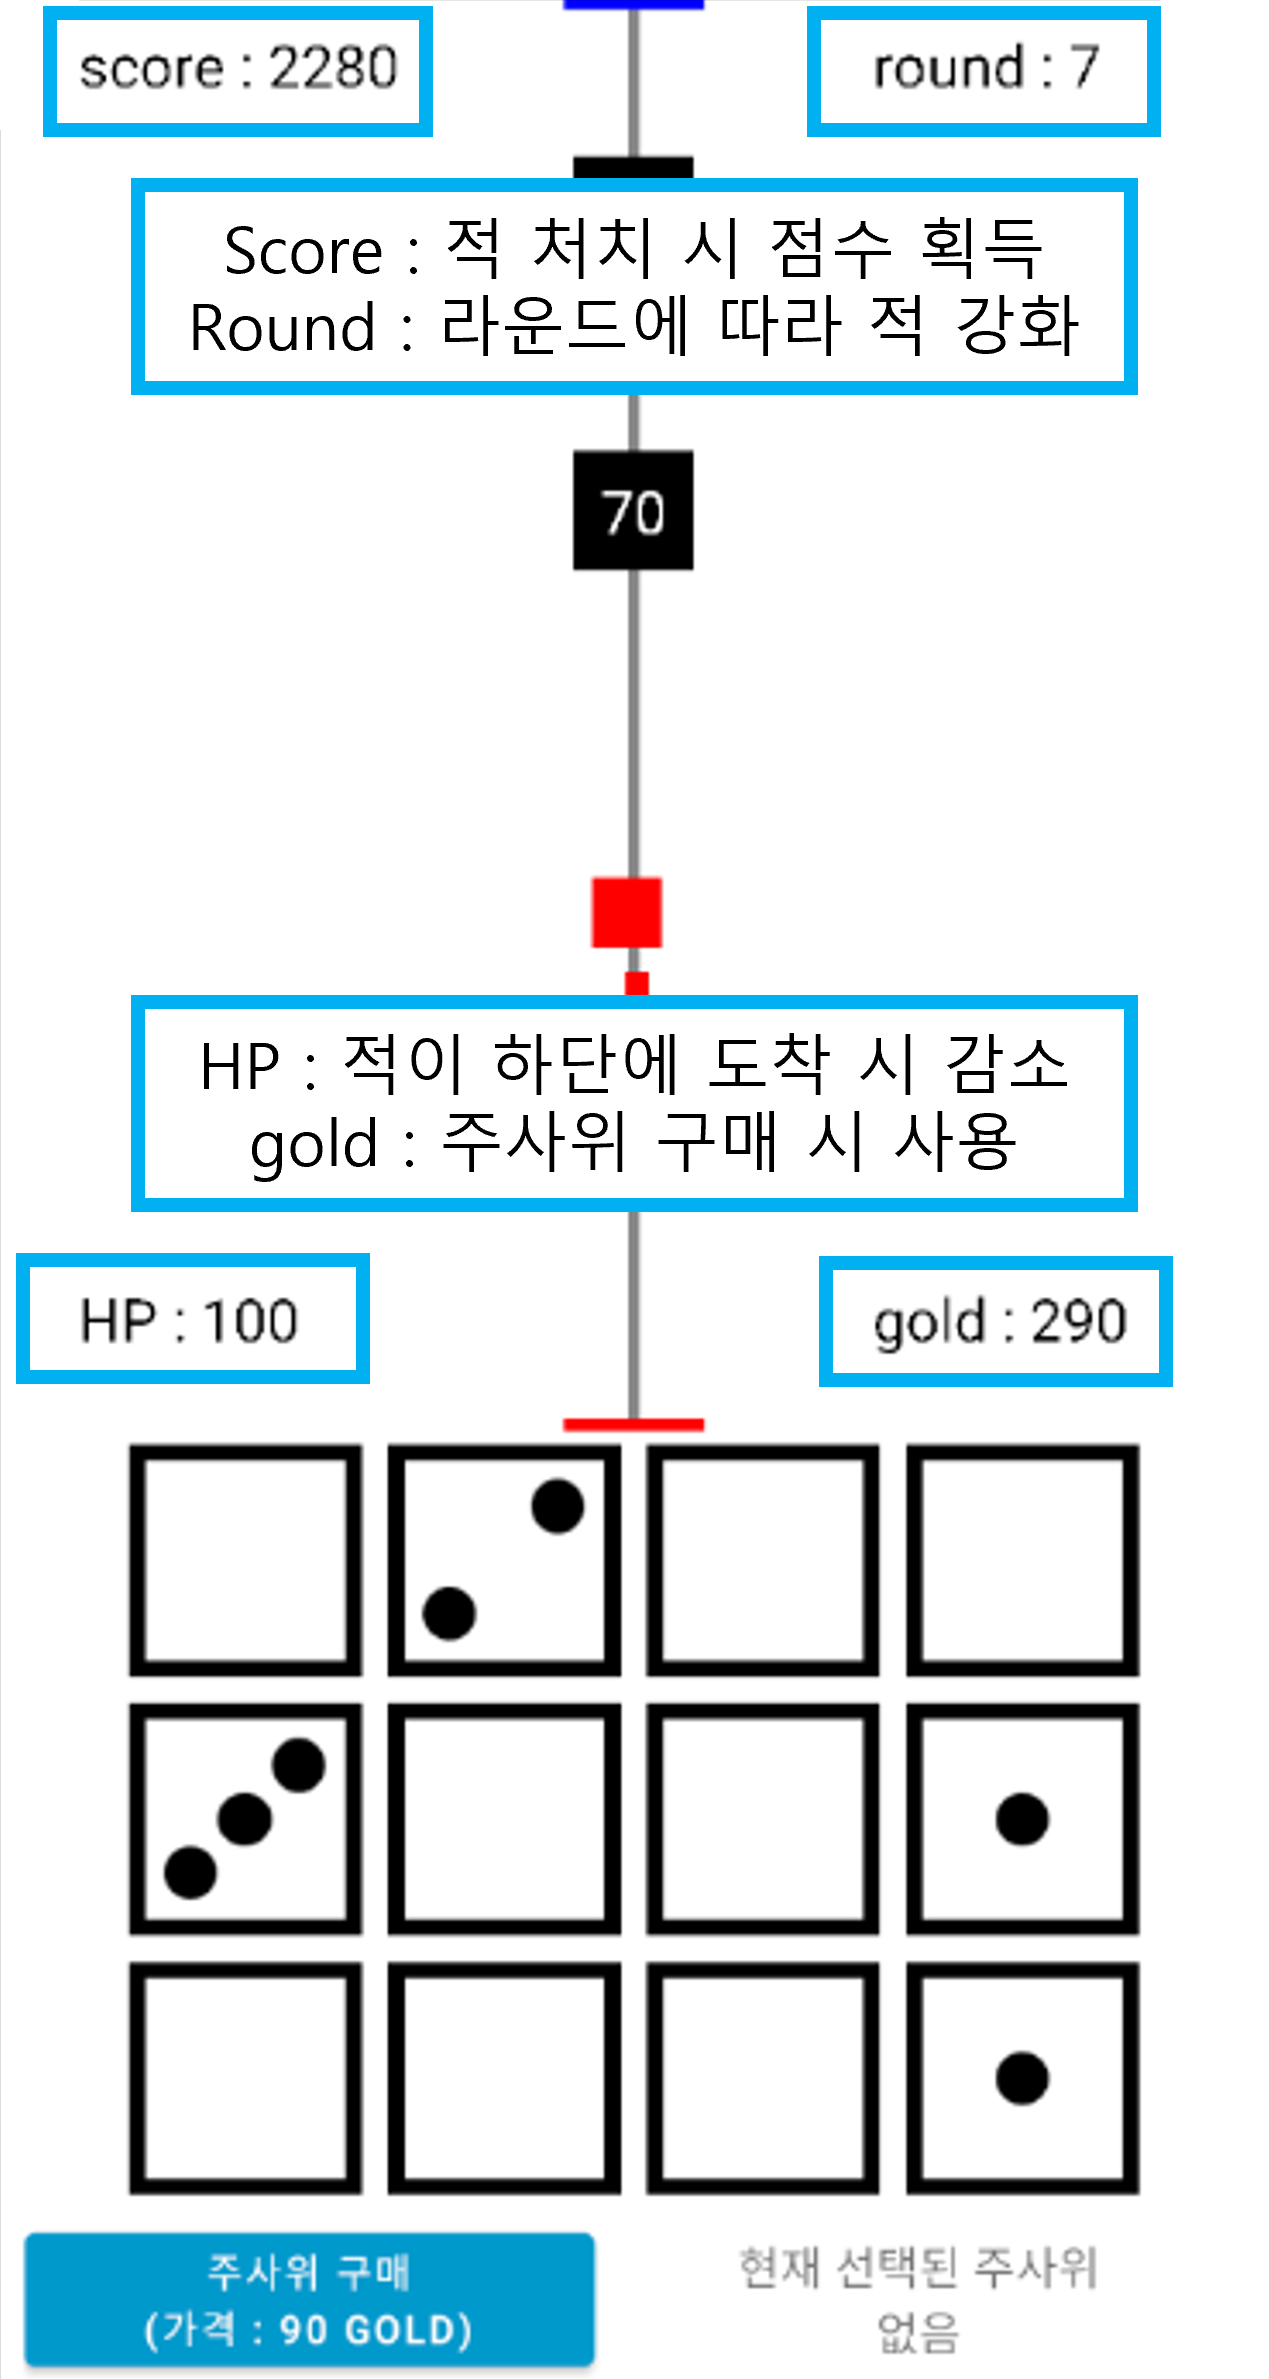 score : 2280
round : 7
Score : 적 처치 시 점수 획득
Round : 라운드에 따라 적 강화
70
HP : 적이 하단에 도착 시 감소
gold : 주사위 구매 시 사용
HP : 100
gold : 290
주사위 구매
(가격 : 90 GOLD)
현재 선택된 주사위
없음